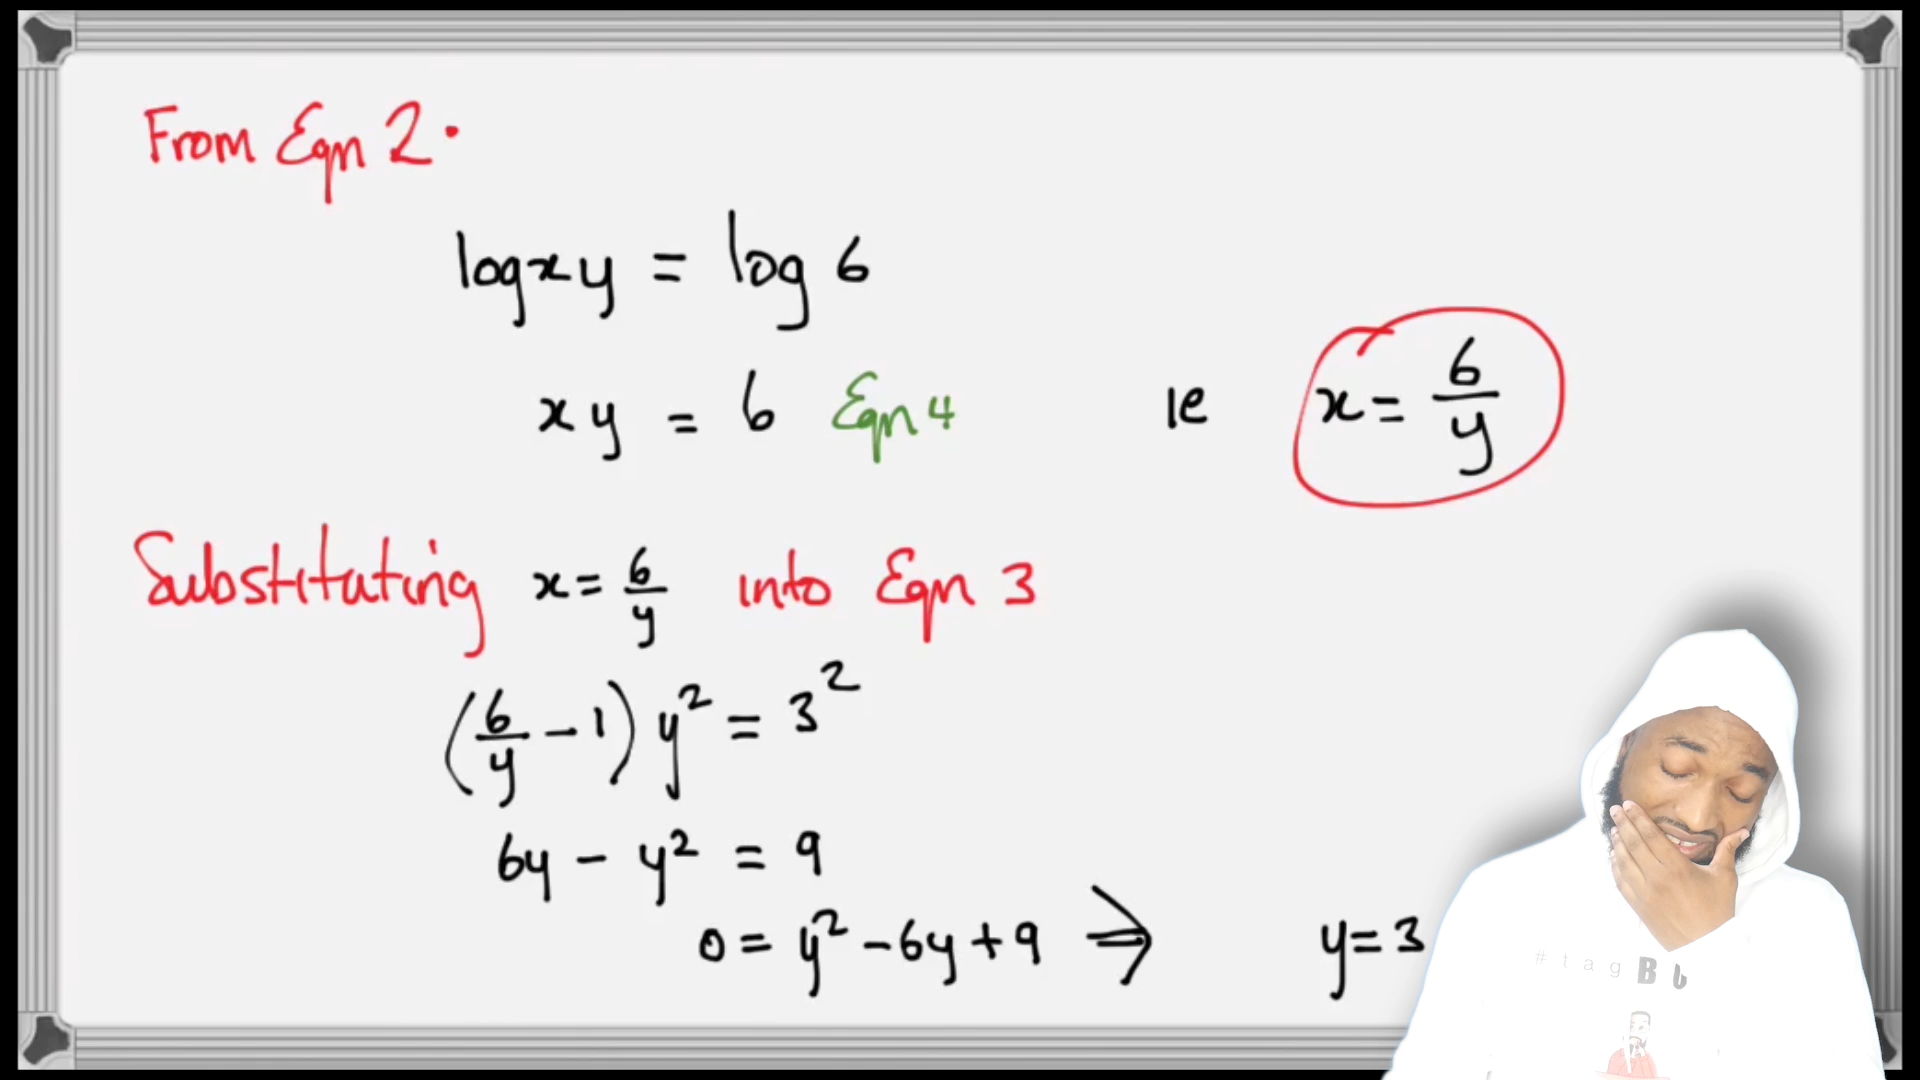 From Eqn 2.
log xy = log 6
xy = 6 Eqn 4 ie x = 6/y
Substituting x = 6/y into Eqn 3
(6/y - 1) y² = 3²
6y - y² = 9
0 = y² - 6y + 9 ⇒ y = 3
# t a g B